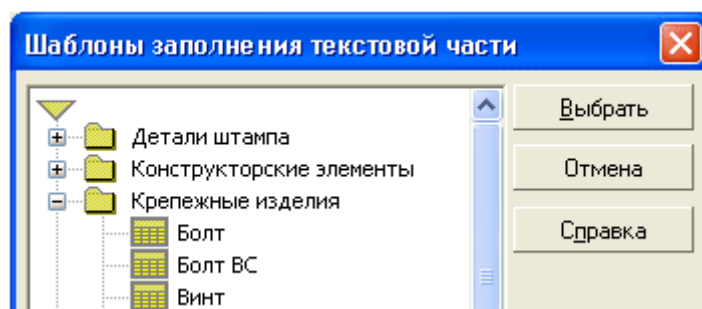 Шаблоны заполнения текстовой части
Выбрать
Детали штампа
Конструкторские элементы
Отмена
Крепежные изделия
Болт
Справка
Болт ВС
Винт